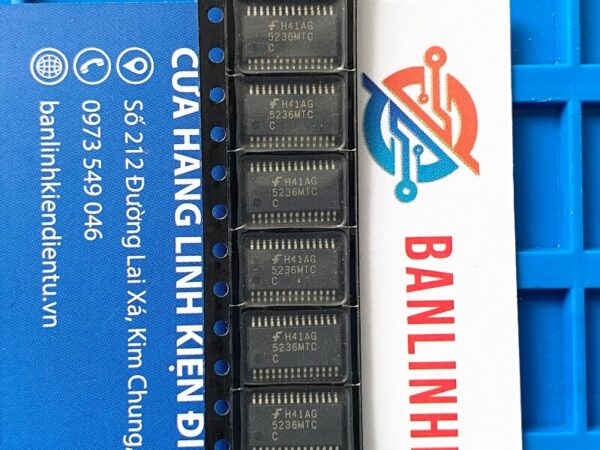 CỬA HÀNG LINH KIỆN ĐI
Số 212 Đường Lai Xá, Kim Chung,
0973 549 046
banlinhkiendientu.vn
H41AG
5236MTC
C
H41AG
5236MTC
C
H41AG
5236MTC
C
H41AG
5236MTC
C
H41AG
5236MTC
C
H41AG
5236MTC
C
BANLINH